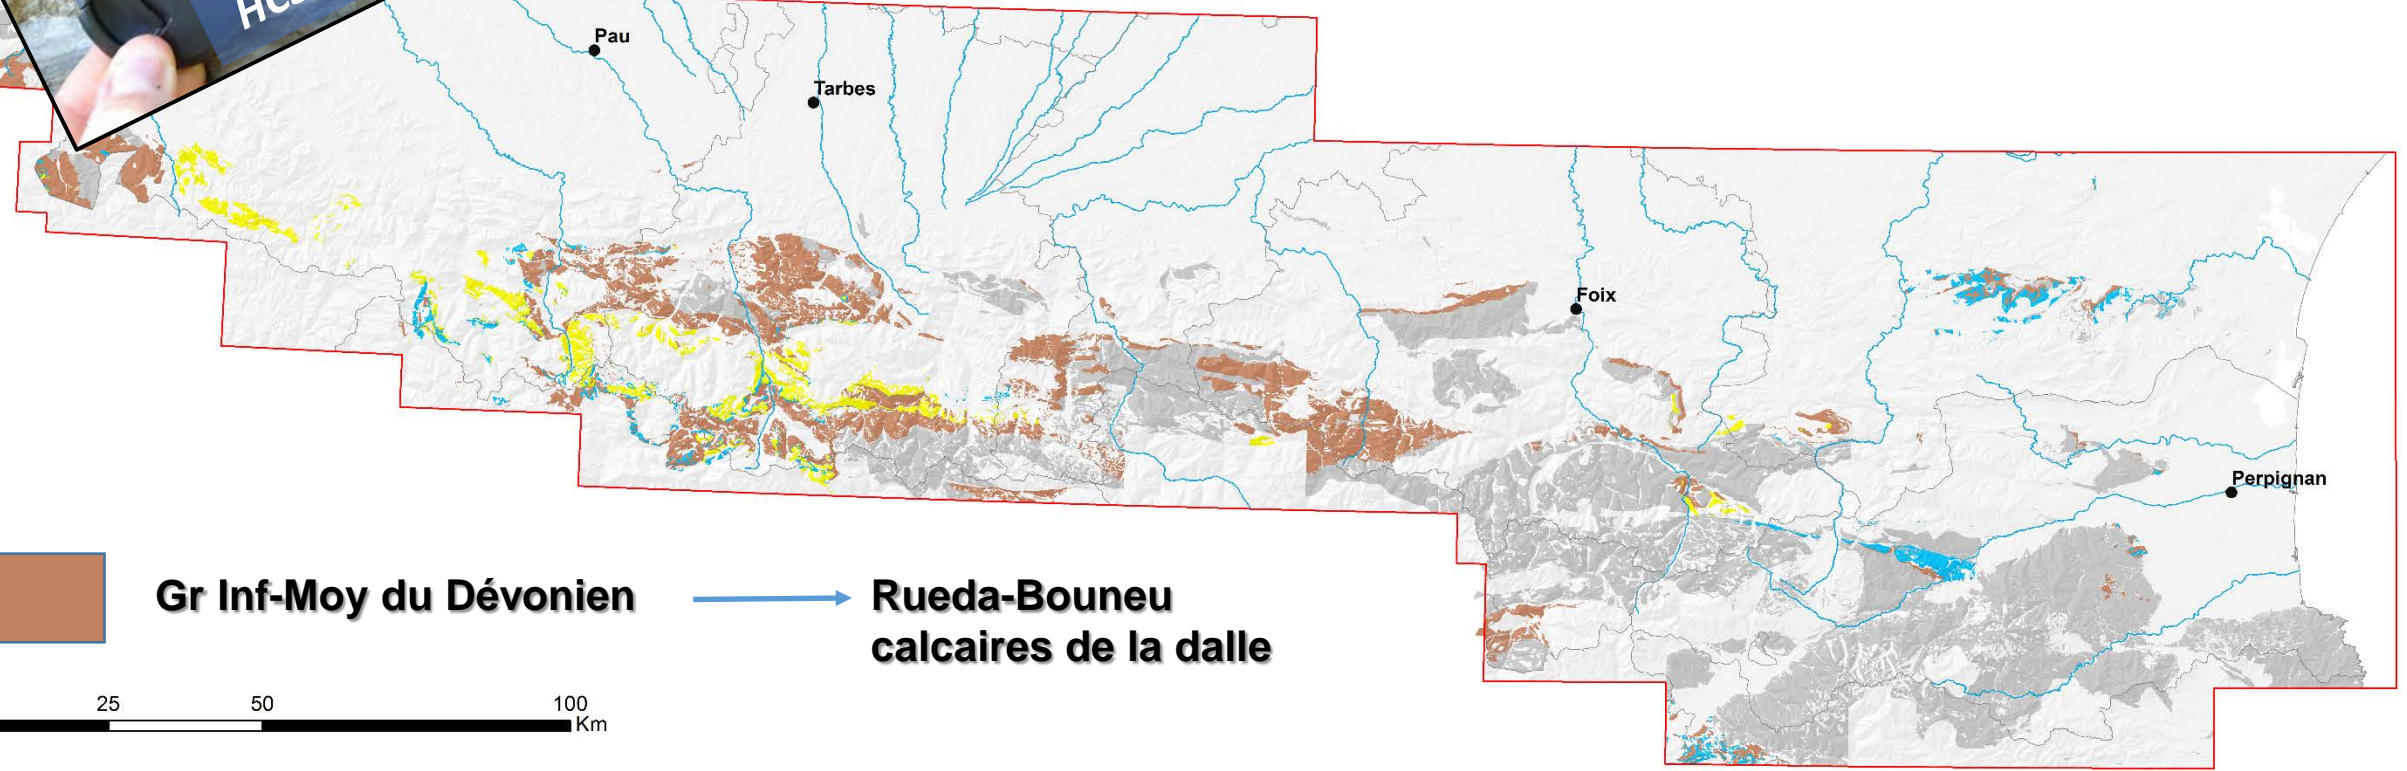 Pau
Tarbes
Foix
Perpignan
Gr Inf-Moy du Dévonien
Rueda-Bouneu
calcaires de la dalle
25 50 100
Km